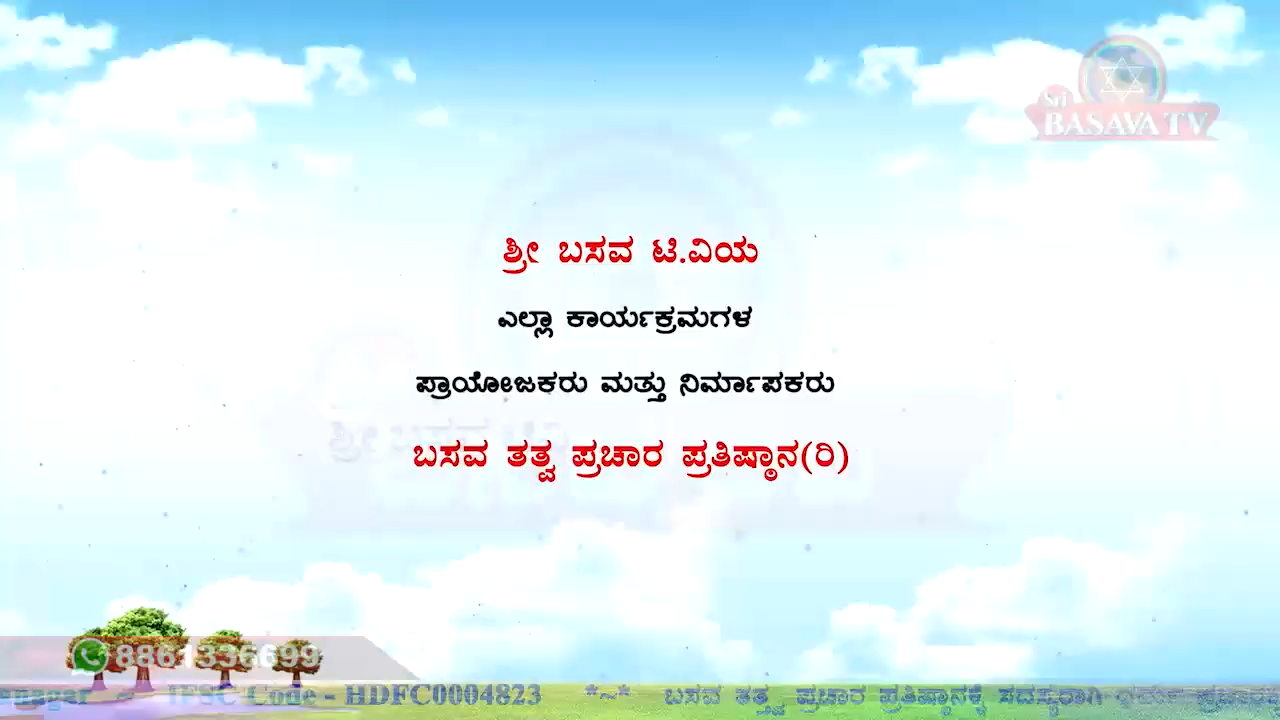 Sri
BASAVA TV
ಶ್ರೀ ಬಸವ ಟಿ.ವಿಯ
ಎಲ್ಲಾ ಕಾರ್ಯಕ್ರಮಗಳ
ಪ್ರಾಯೋಜಕರು ಮತ್ತು ನಿರ್ಮಾಪಕರು
ಬಸವ ತತ್ವ ಪ್ರಚಾರ ಪ್ರತಿಷ್ಠಾನ(ರಿ)
8861336699
IFSC Code - HDFC0004823 *~* ಬಸವ ತತ್ತ್ವ ಪ್ರಚಾರ ಪ್ರತಿಷ್ಠಾನಕ್ಕೆ ಸದಸ್ಯರಾಗಿ